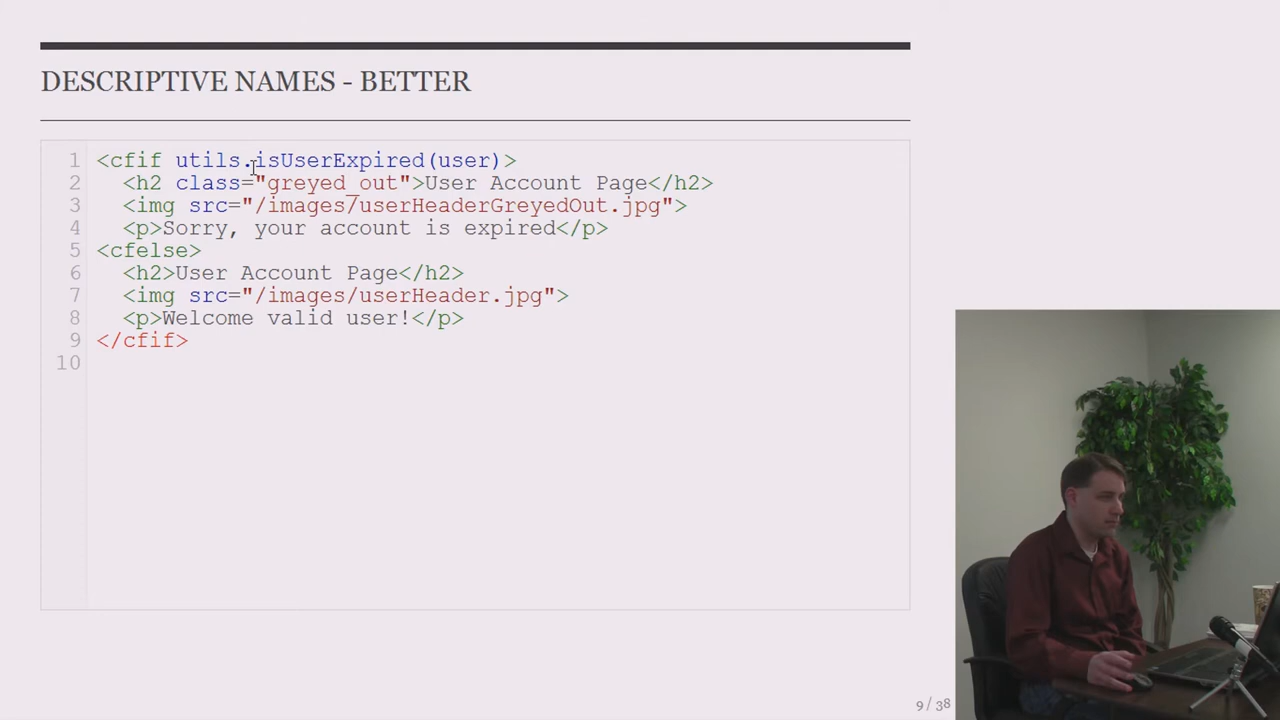 DESCRIPTIVE NAMES - BETTER
1 <cfif utils.isUserExpired(user)>
2 <h2 class="greyed_out">User Account Page</h2>
3 <img src="/images/userHeaderGreyedOut.jpg">
4 <p>Sorry, your account is expired</p>
5 <cfelse>
6 <h2>User Account Page</h2>
7 <img src="/images/userHeader.jpg">
8 <p>Welcome valid user!</p>
9 </cfif>
10
9 / 38